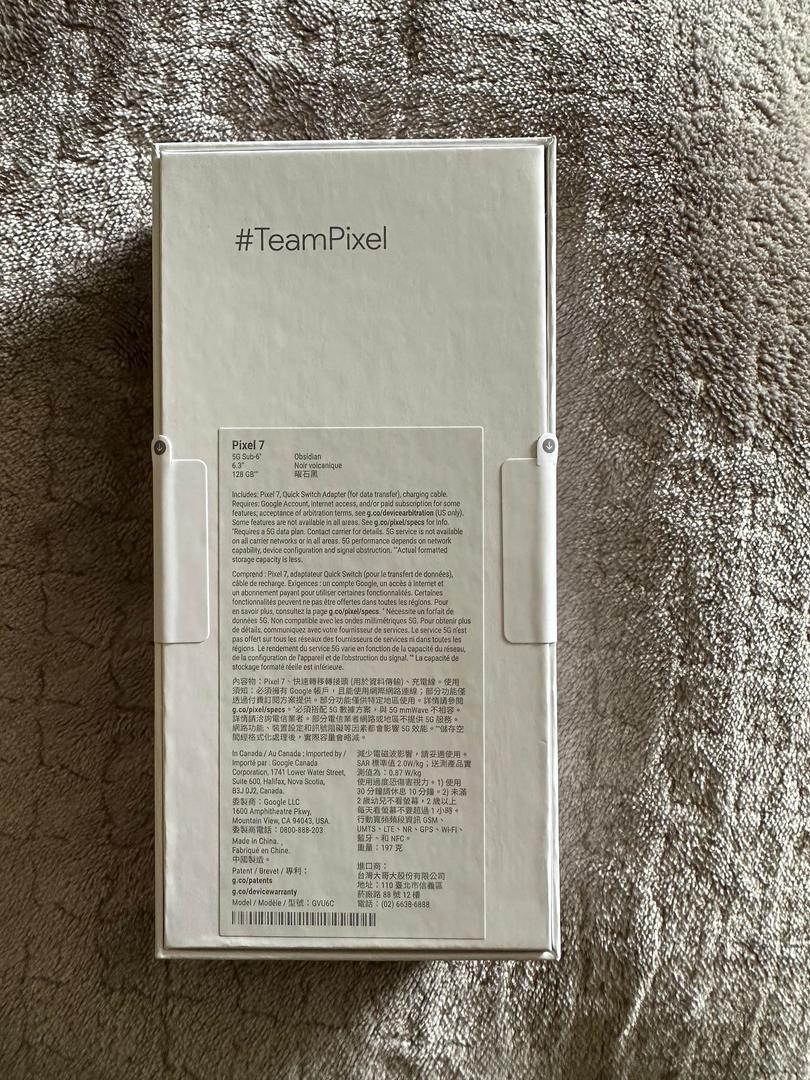 #TeamPixel
Pixel 7
5G Sub-6*
6.3"
128 GB**
Obsidian
Noir volcanique
曜石黑
Includes: Pixel 7, Quick Switch Adapter (for data transfer), charging cable.
Requires: Google Account, internet access, and/or paid subscription for some
features; acceptance of arbitration terms, see g.co/devicearbitration (US only).
Some features are not available in all areas. See g.co/pixel/specs for info.
*Requires a 5G data plan. Contact carrier for details. 5G service is not available
on all carrier networks or in all areas. 5G performance depends on network
capability, device configuration and signal obstruction. **Actual formatted
storage capacity is less.
Comprend : Pixel 7, adaptateur Quick Switch (pour le transfert de données),
câble de recharge. Exigences : un compte Google, un accès à Internet et
un abonnement payant pour utiliser certaines fonctionnalités. Certaines
fonctionnalités peuvent ne pas être offertes dans toutes les régions. Pour
en savoir plus, consultez la page g.co/pixel/specs. * Nécessite un forfait de
données 5G. Non compatible avec les ondes millimétriques 5G. Pour obtenir plus
de détails, communiquez avec votre fournisseur de services. Le service 5G n'est
pas offert sur tous les réseaux des fournisseurs de services ni dans toutes les
régions. Le rendement du service 5G varie en fonction de la capacité du réseau,
de la configuration de l'appareil et de l'obstruction du signal. ** La capacité de
stockage formaté réelle est inférieure.
內容物：Pixel 7、快速轉移轉接頭 (用於資料傳輸)、充電線。使用
須知：必須擁有 Google 帳戶，且能使用網際網路連線；部分功能僅
透過付費訂閱方案提供。部分功能僅特定地區使用。詳情請參閱
g.co/pixel/specs。*必須搭配 5G 數據方案，與 5G mmWave 不相容。
詳情請洽詢電信業者。部分電信業者網路或地區不提供 5G 服務。
網路功能、裝置設定和訊號阻礙等因素都會影響 5G 效能。**儲存空
間經格式化處理後，實際容量會略減。
In Canada / Au Canada : Imported by /
Importé par : Google Canada
Corporation, 1741 Lower Water Street,
Suite 600, Halifax, Nova Scotia,
B3J 0J2, Canada.
委製商：Google LLC
1600 Amphitheatre Pkwy,
Mountain View, CA 94043, USA.
委製商電話：0800-888-203
Made in China.
Fabriqué en Chine.
中國製造。
Patent / Brevet / 專利：
g.co/patents
g.co/devicewarranty
Model / Modèle / 型號：GVU6C
減少電磁波影響，請妥適使用。
SAR 標準值 2.0W/kg；送測產品實
測值為：0.87 W/kg
使用過度恐傷害視力。1) 使用
30 分鐘請休息 10 分鐘。2) 未滿
2 歲幼兒不看螢幕，2 歲以上
每天看螢幕不要超過 1 小時。
行動寬頻頻段資訊 GSM、
UMTS、LTE、NR、GPS、Wi-Fi、
藍牙、和 NFC。
重量：197 克
進口商：
台灣大哥大股份有限公司
地址：110 臺北市信義區
菸廠路 88 號 12 樓
電話：(02) 6638-6888